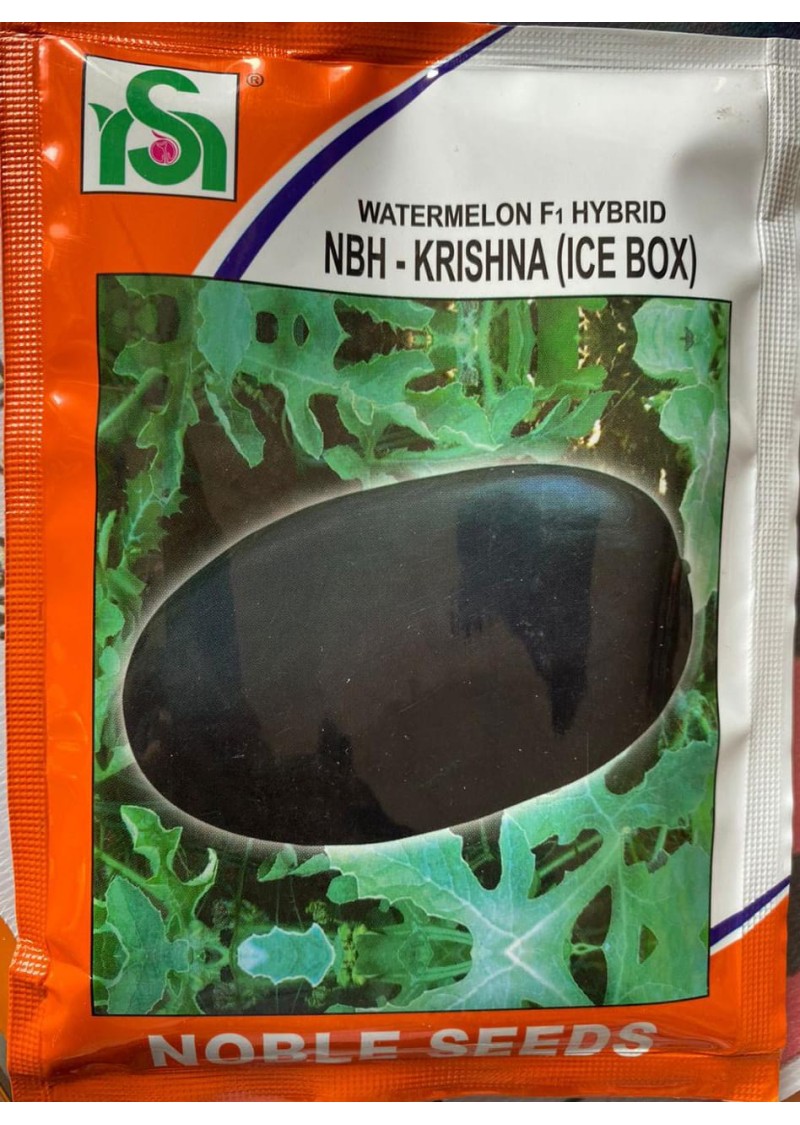 ®
WATERMELON F1 HYBRID
NBH - KRISHNA (ICE BOX)
NOBLE SEEDS